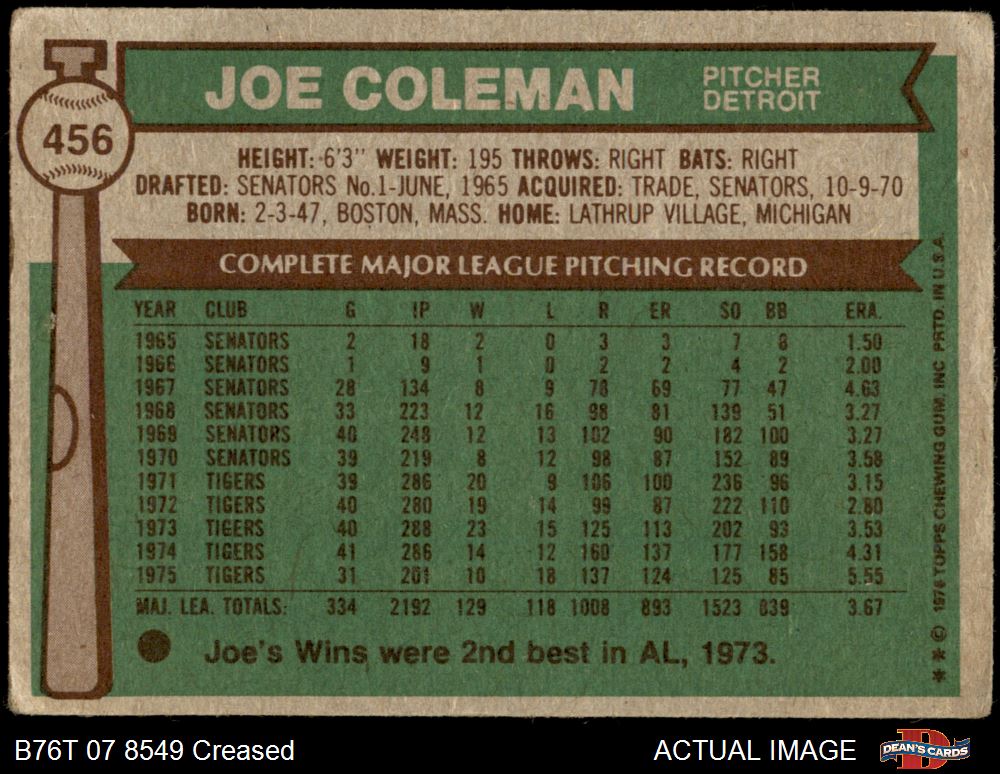 JOE COLEMAN
PITCHER
DETROIT
456
HEIGHT: 6'3" WEIGHT: 195 THROWS: RIGHT BATS: RIGHT
DRAFTED: SENATORS No.1-JUNE, 1965 ACQUIRED: TRADE, SENATORS, 10-9-70
BORN: 2-3-47, BOSTON, MASS. HOME: LATHRUP VILLAGE, MICHIGAN
COMPLETE MAJOR LEAGUE PITCHING RECORD
YEAR CLUB G IP W L R ER SO BB ERA.
1965 SENATORS 2 18 2 0 3 3 7 8 1.50
1966 SENATORS 1 9 1 0 2 2 4 2 2.00
1967 SENATORS 28 134 8 9 78 69 77 47 4.63
1968 SENATORS 33 223 12 16 98 81 139 51 3.27
1969 SENATORS 40 248 12 13 102 90 182 100 3.27
1970 SENATORS 39 219 8 12 98 87 152 89 3.58
1971 TIGERS 39 286 20 9 106 100 236 96 3.15
1972 TIGERS 40 280 19 14 99 87 222 110 2.80
1973 TIGERS 40 288 23 15 125 113 202 93 3.53
1974 TIGERS 41 286 14 12 160 137 177 158 4.31
1975 TIGERS 31 201 10 18 137 124 125 85 5.55
MAJ. LEA. TOTALS: 334 2192 129 118 1008 893 1523 839 3.67
Joe's Wins were 2nd best in AL, 1973.
* * © 1976 TOPPS CHEWING GUM, INC PRTD. IN U.S.A.
B76T 07 8549 Creased
ACTUAL IMAGE
DEAN'S CARDS